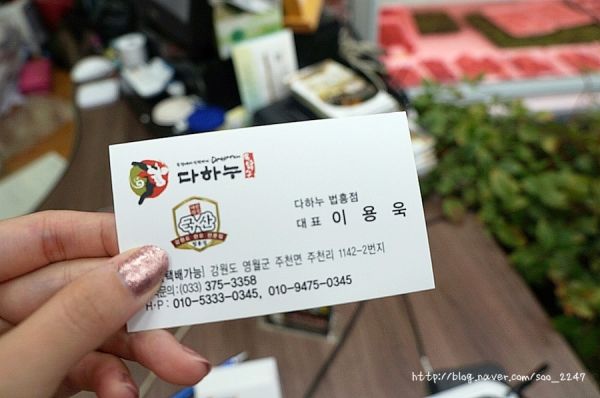 다하누
국산
다하누 법흥점
대표 이 용 욱
택배가능! 강원도 영월군 주천면 주천리 1142-2번지
문의: (033) 375-3358
H·P : 010-5333-0345, 010-9475-0345
http://blog.naver.com/soo_2247